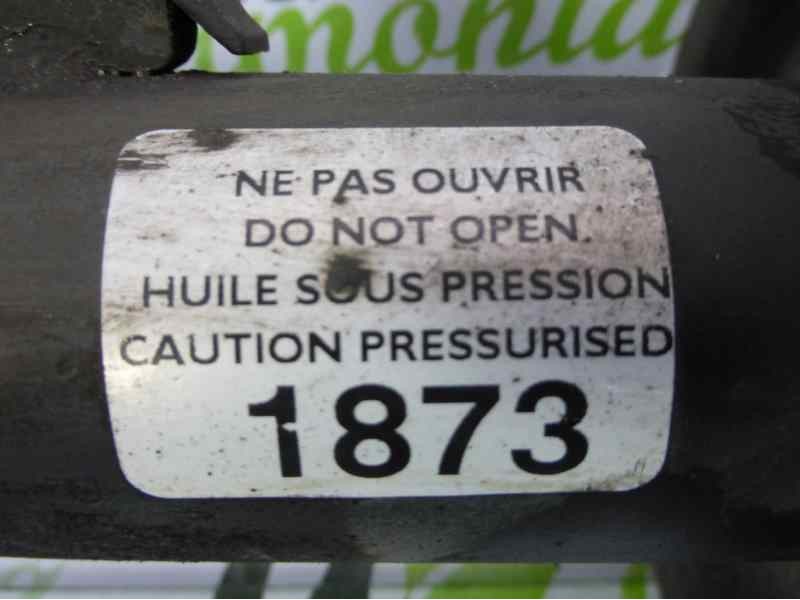 NE PAS OUVRIR
DO NOT OPEN.
HUILE SOUS PRESSION
CAUTION PRESSURISED
1873